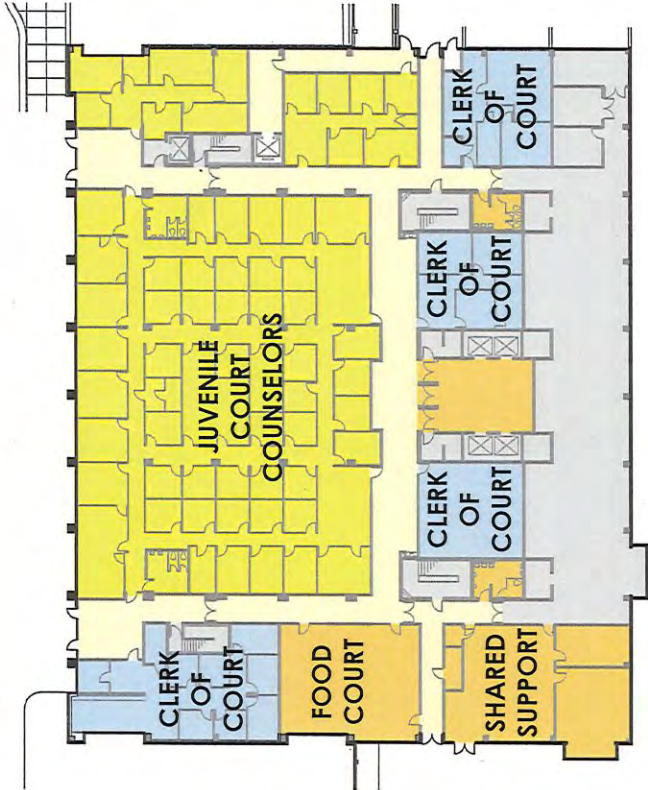 CLERK
OF
COURT
CLERK
OF
COURT
JUVENILE
COURT
COUNSELORS
CLERK
OF
COURT
CLERK
OF
COURT
FOOD
COURT
SHARED
SUPPORT